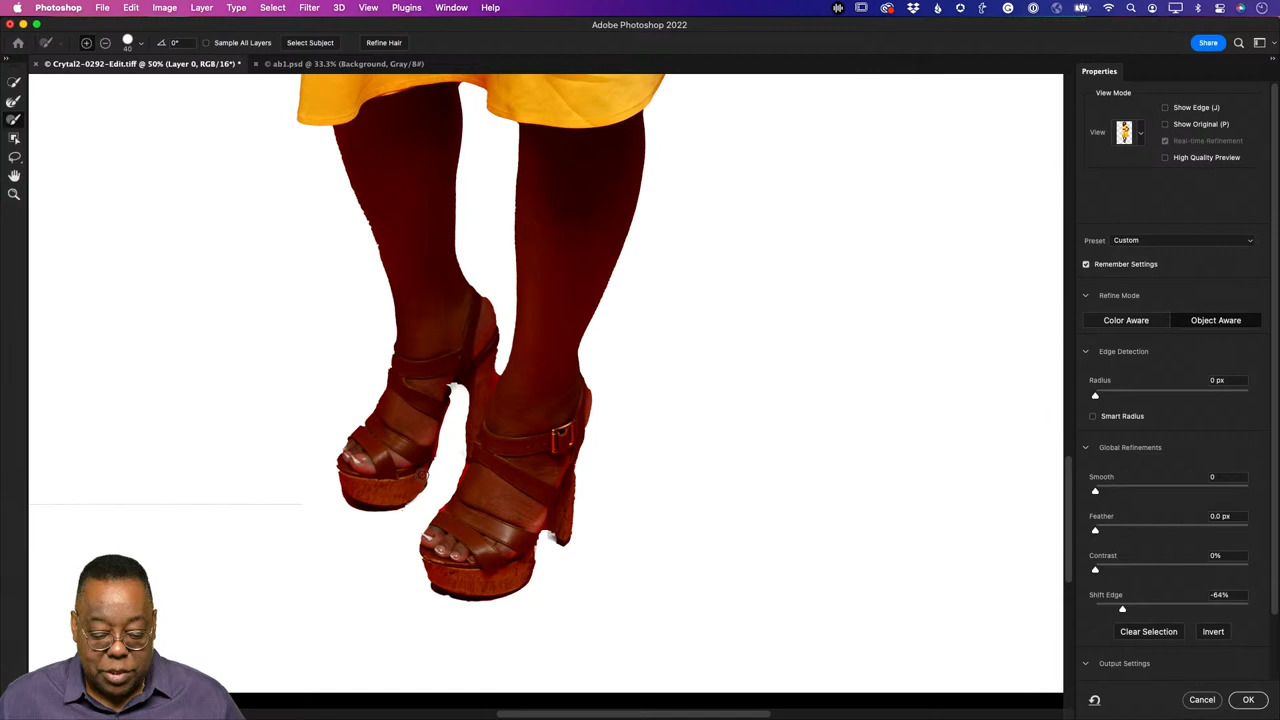 Photoshop File Edit Image Layer Type Select Filter 3D View Plugins Window Help
Adobe Photoshop 2022
40 0° Sample All Layers Select Subject Refine Hair Share
© Crytal2-0292-Edit.tiff @ 50% (Layer 0, RGB/16*) * © ab1.psd @ 33.3% (Background, Gray/8#)
Properties
View Mode
Show Edge (J)
View Show Original (P)
Real-time Refinement
High Quality Preview
Preset Custom
Remember Settings
Refine Mode
Color Aware Object Aware
Edge Detection
Radius 0 px
Smart Radius
Global Refinements
Smooth 0
Feather 0.0 px
Contrast 0%
Shift Edge -64%
Clear Selection Invert
Output Settings
Cancel OK